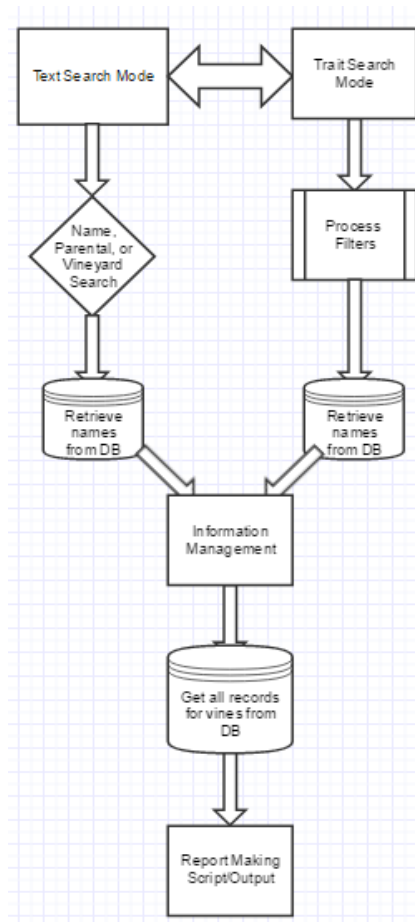 Text Search Mode
Trait Search
Mode
Name,
Parental, or
Vineyard
Search
Process
Filters
Retrieve
names
from DB
Retrieve
names
from DB
Information
Management
Get all records
for vines from
DB
Report Making
Script/Output